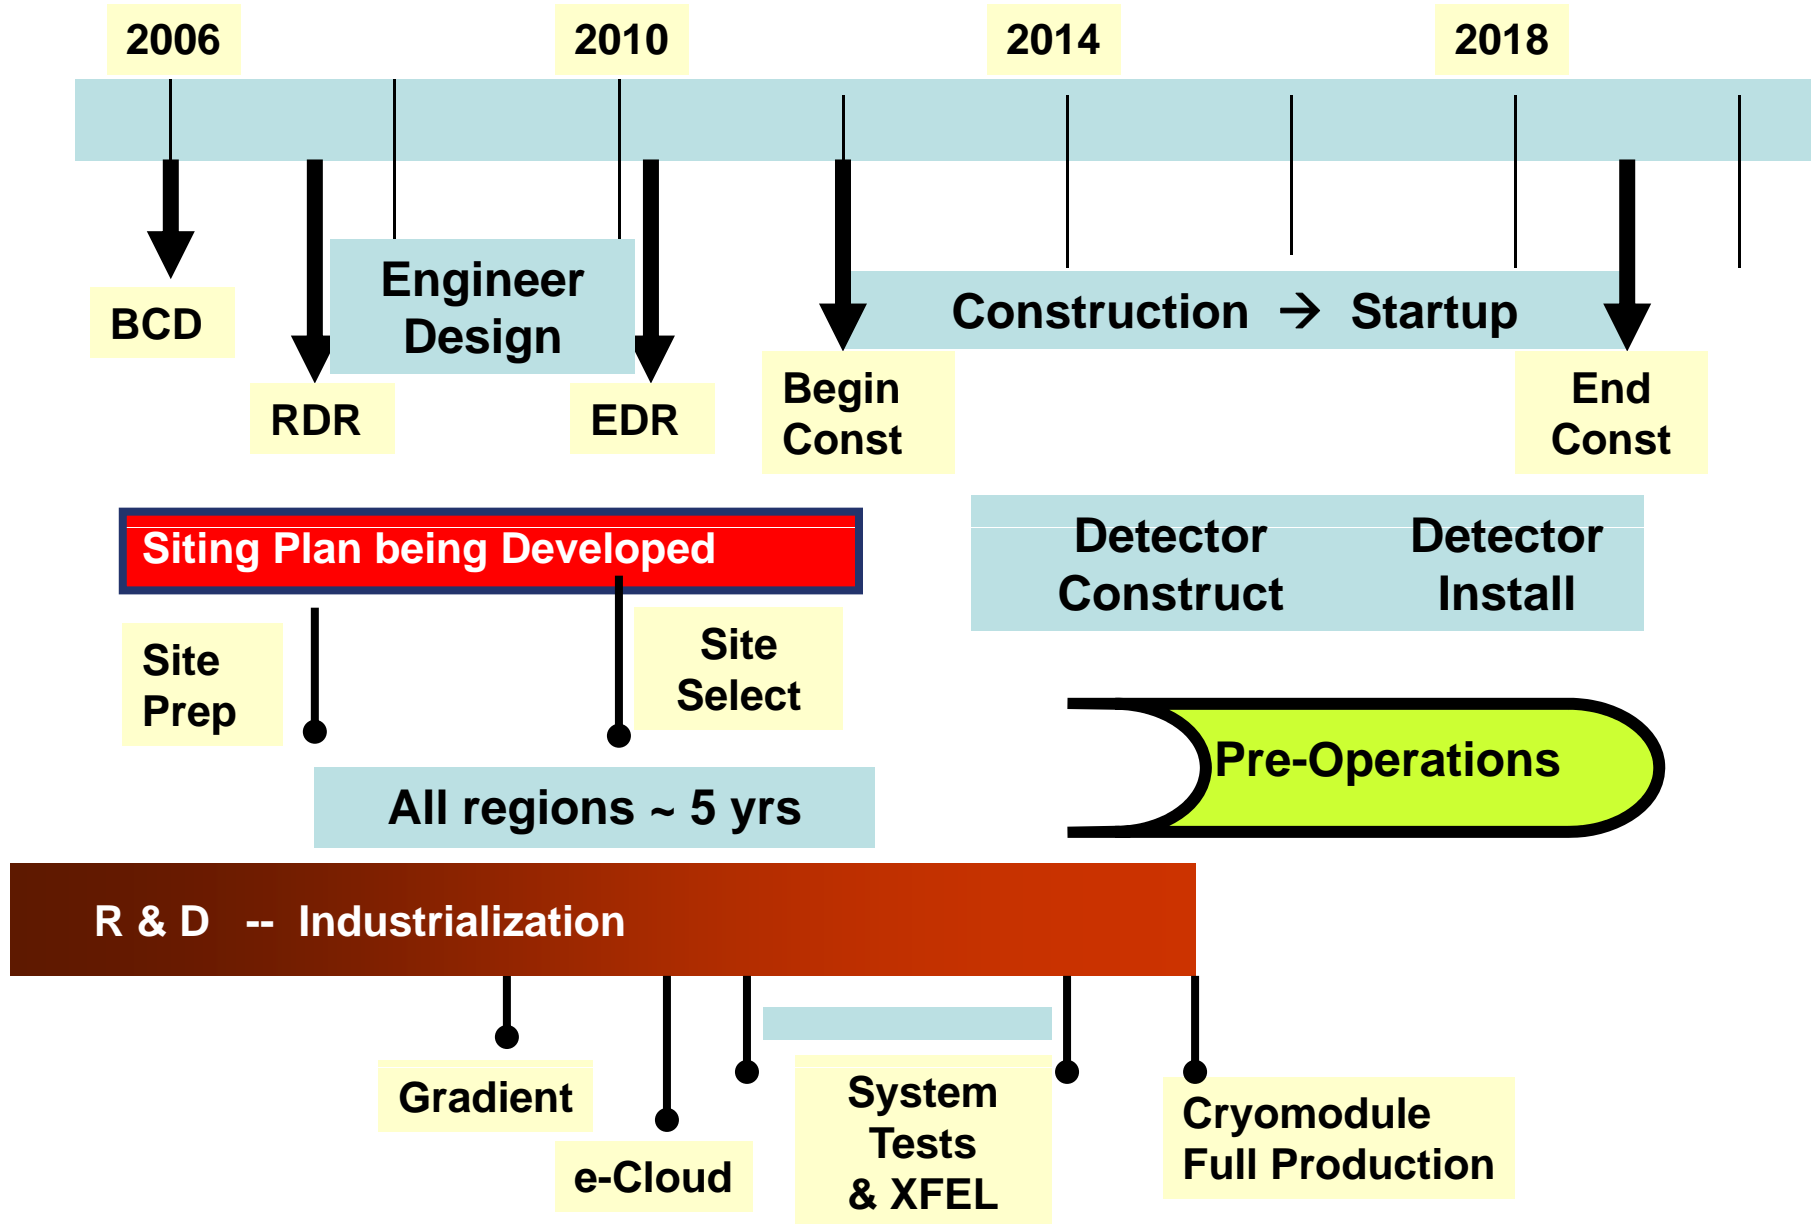 2006
2010
2014
2018
Engineer
Design
Construction → Startup
BCD
RDR
EDR
Begin
Const
End
Const
Siting Plan being Developed
Detector
Construct
Detector
Install
Site
Prep
Site
Select
Pre-Operations
All regions ~ 5 yrs
R & D -- Industrialization
Gradient
e-Cloud
System
Tests
& XFEL
Cryomodule
Full Production